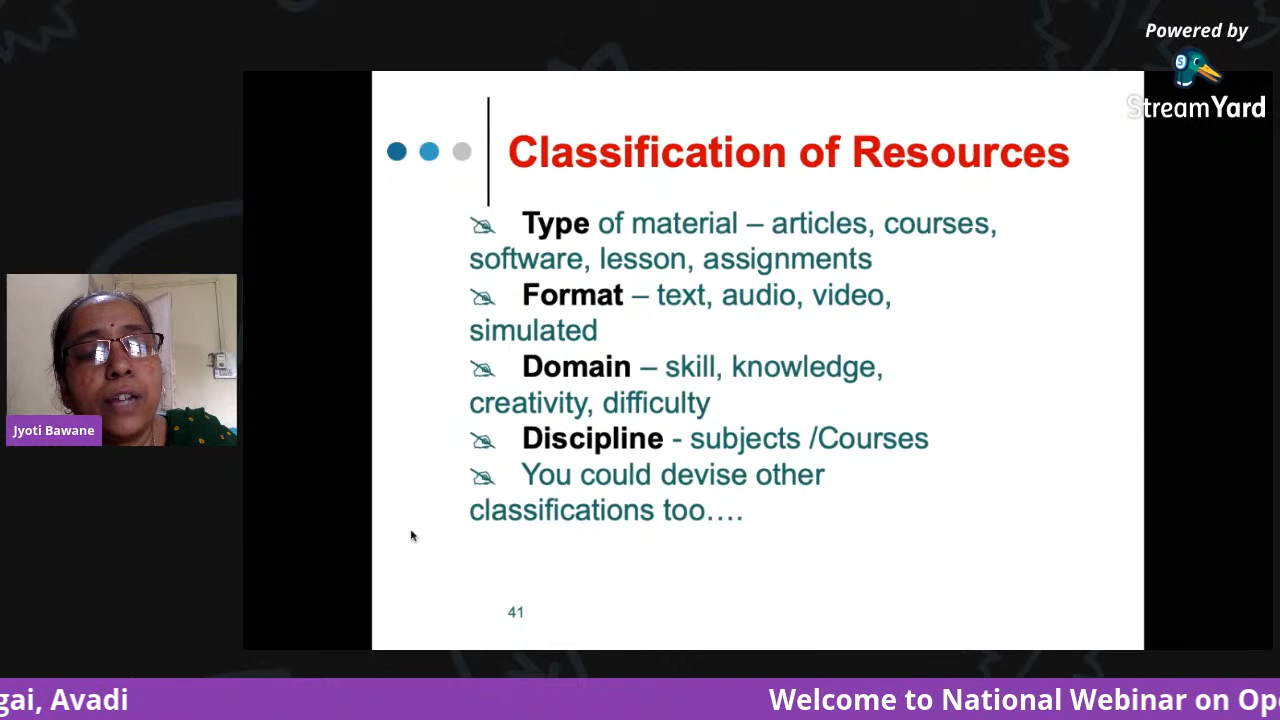 Powered by
StreamYard
Classification of Resources
Type of material – articles, courses,
software, lesson, assignments
Format – text, audio, video,
simulated
Domain – skill, knowledge,
creativity, difficulty
Discipline - subjects /Courses
You could devise other
classifications too….
41
Jyoti Bawane
gai, Avadi
Welcome to National Webinar on Ope